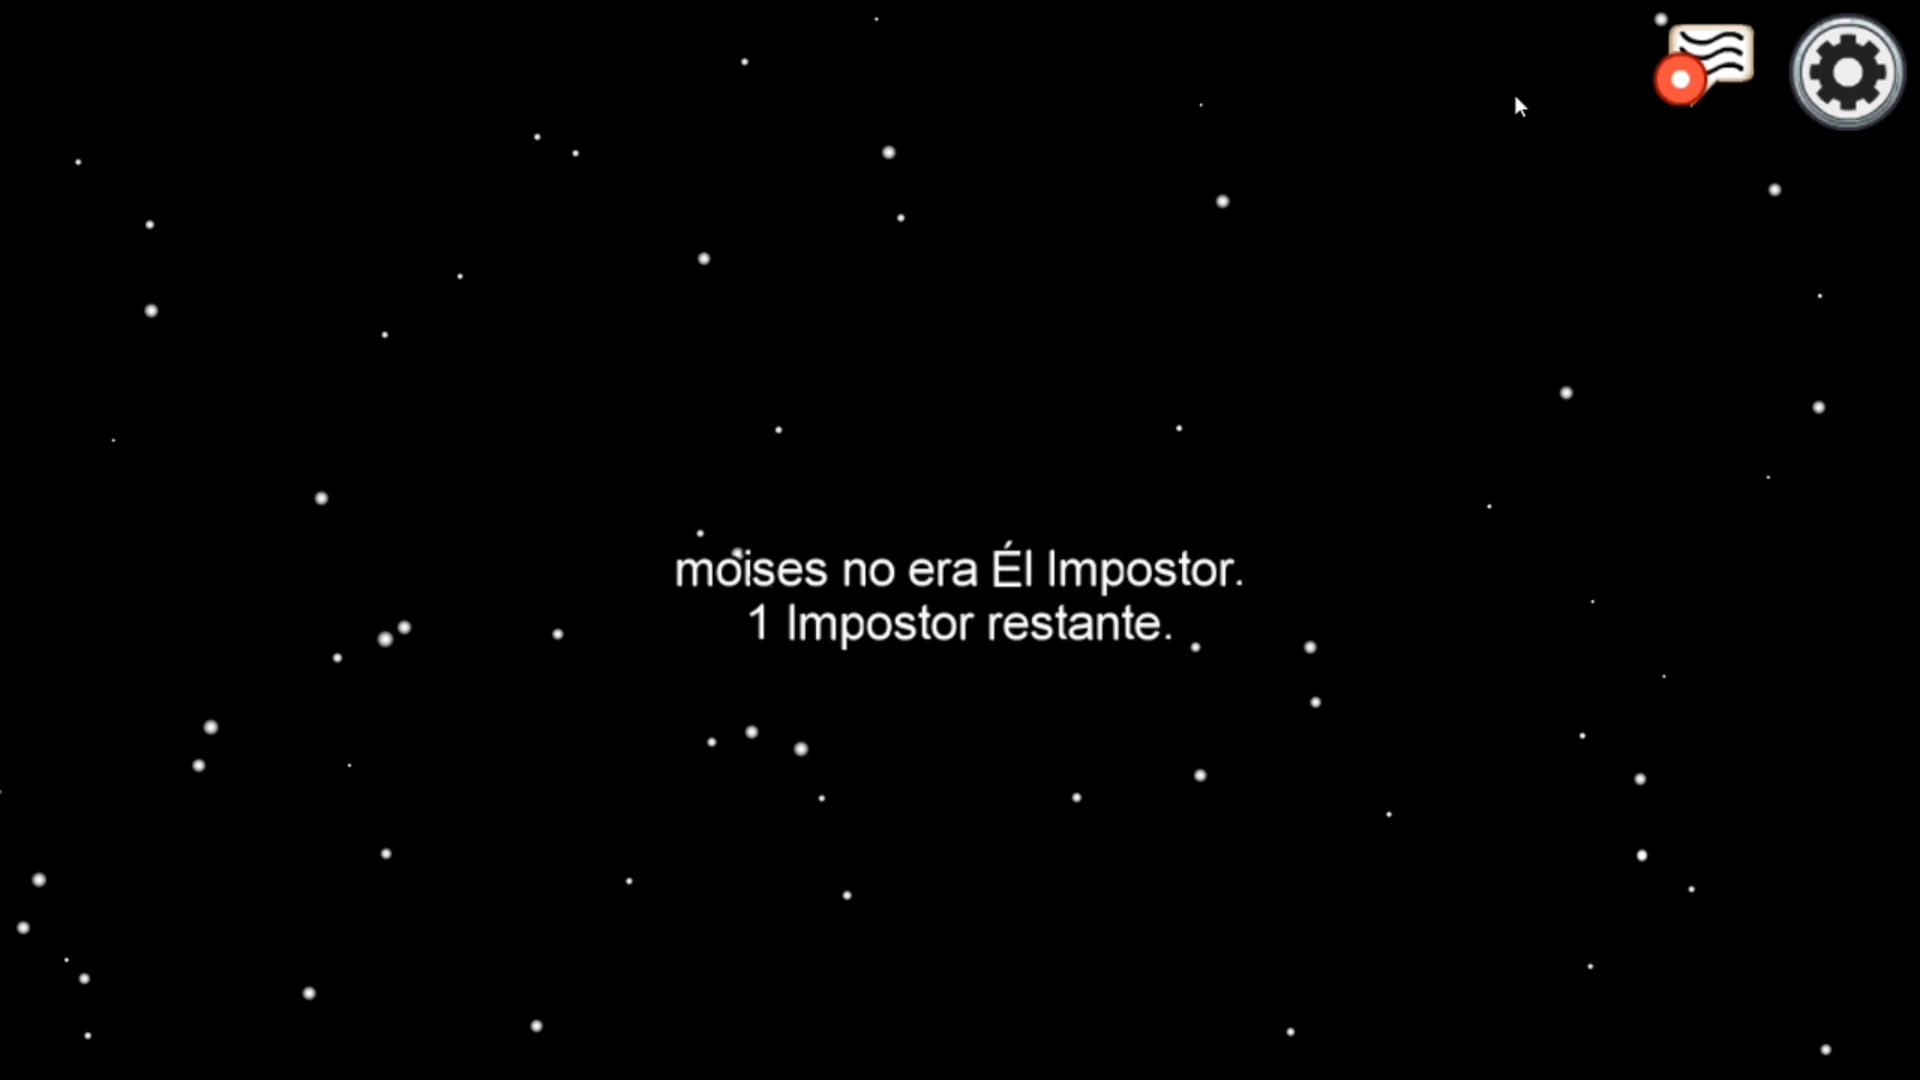 moises no era Él Impostor.
1 Impostor restante.